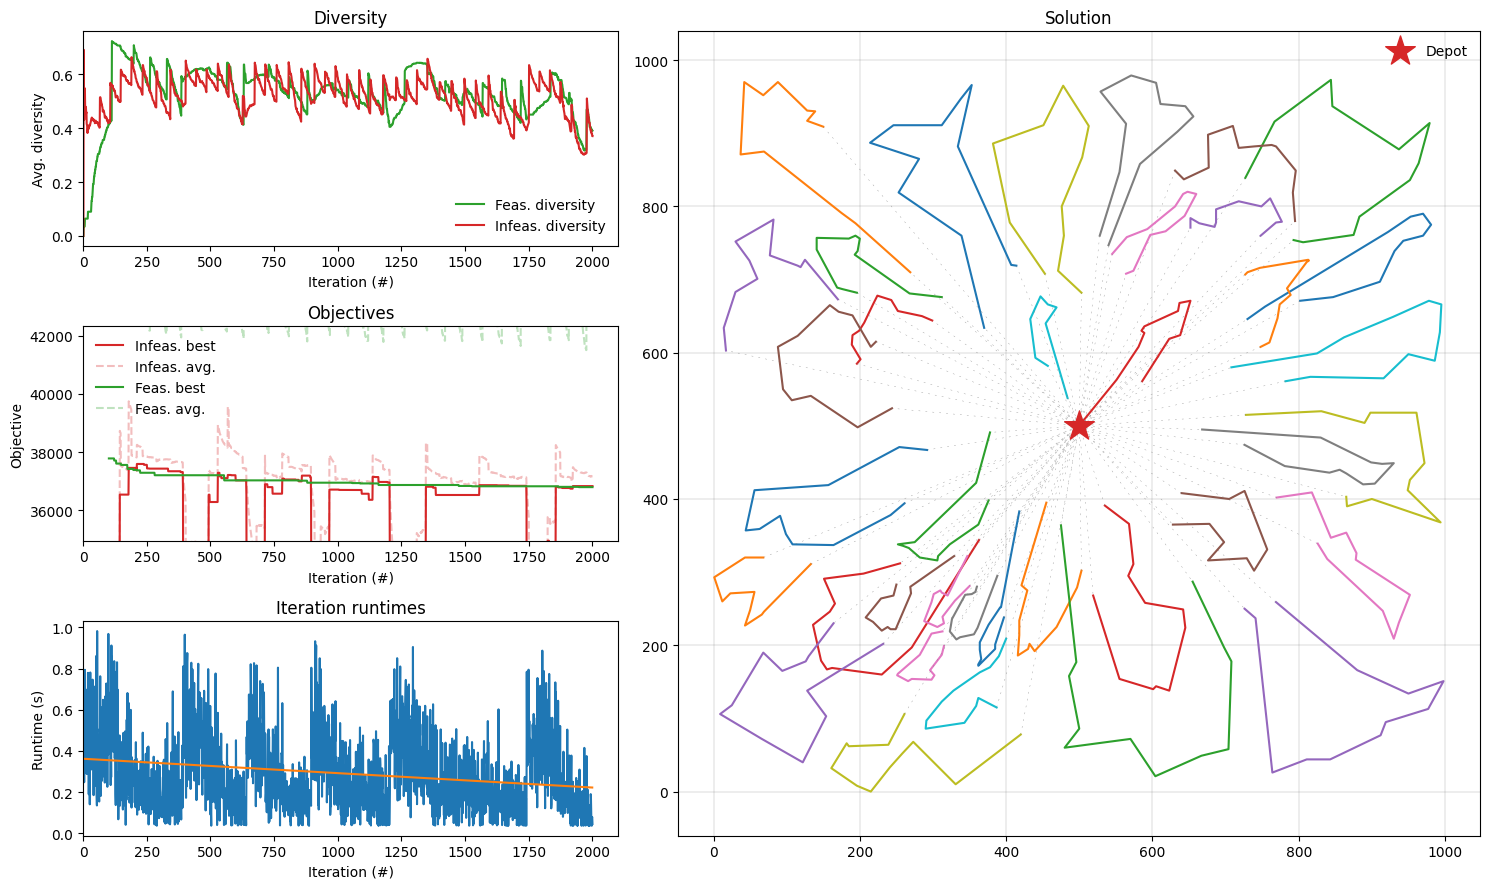 Diversity
Avg. diversity
0.6
0.4
0.2
0.0
Feas. diversity
Infeas. diversity
0 250 500 750 1000 1250 1500 1750 2000
Iteration (#)
Objectives
Objective
42000
40000
38000
36000
Infeas. best
Infeas. avg.
Feas. best
Feas. avg.
0 250 500 750 1000 1250 1500 1750 2000
Iteration (#)
Iteration runtimes
Runtime (s)
1.0
0.8
0.6
0.4
0.2
0.0
0 250 500 750 1000 1250 1500 1750 2000
Iteration (#)
Solution
Depot
1000
800
600
400
200
0
0 200 400 600 800 1000